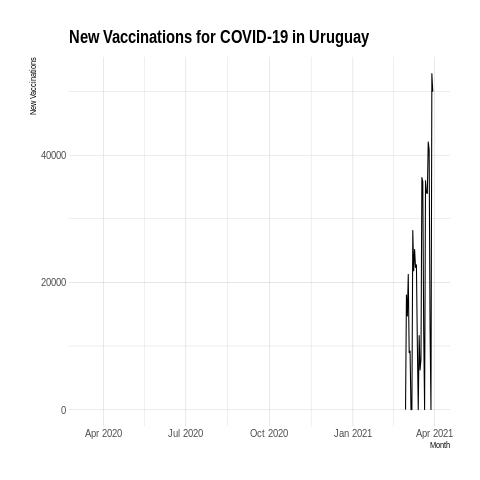 New Vaccinations for COVID-19 in Uruguay
New Vaccinations
40000
20000
0
Apr 2020
Jul 2020
Oct 2020
Jan 2021
Apr 2021
Month